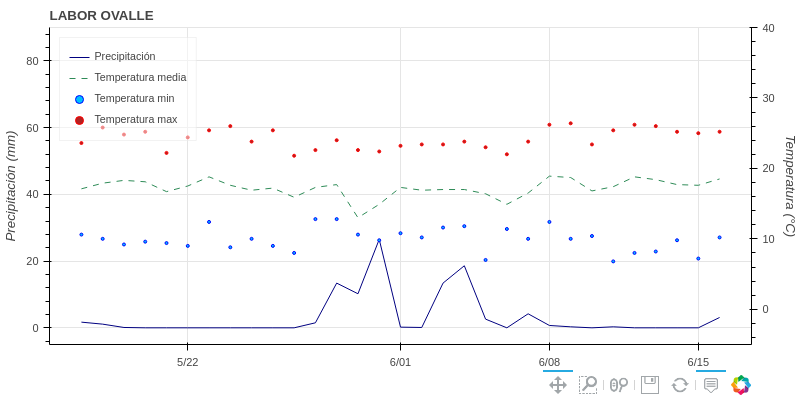 LABOR OVALLE
Precipitación
Temperatura media
Temperatura min
Temperatura max
Precipitación (mm)
80
60
40
20
0
Temperatura (°C)
40
30
20
10
0
5/22
6/01
6/08
6/15